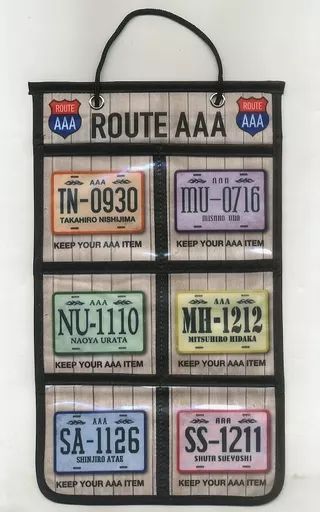 ROUTE
AAA
ROUTE AAA
ROUTE
AAA
AAA
TN-0930
TAKAHIRO NISHIJIMA
KEEP YOUR AAA ITEM
AAA
MU-0716
MISAKO UNO
KEEP YOUR AAA ITEM
AAA
NU-1110
NAOYA URATA
KEEP YOUR AAA ITEM
AAA
MH-1212
MITSUHIRO HIDAKA
KEEP YOUR AAA ITEM
AAA
SA-1126
SHINJIRO ATAE
KEEP YOUR AAA ITEM
AAA
SS-1211
SHUTA SUEYOSHI
KEEP YOUR AAA ITEM